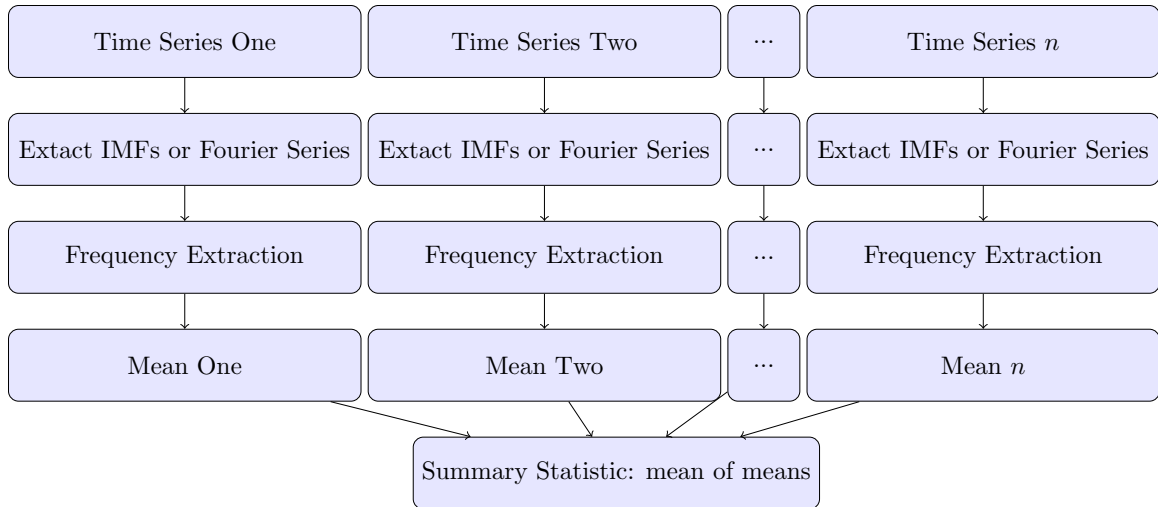 Time Series One
Time Series Two
...
Time Series n
Extact IMFs or Fourier Series
Extact IMFs or Fourier Series
...
Extact IMFs or Fourier Series
Frequency Extraction
Frequency Extraction
...
Frequency Extraction
Mean One
Mean Two
...
Mean n
Summary Statistic: mean of means